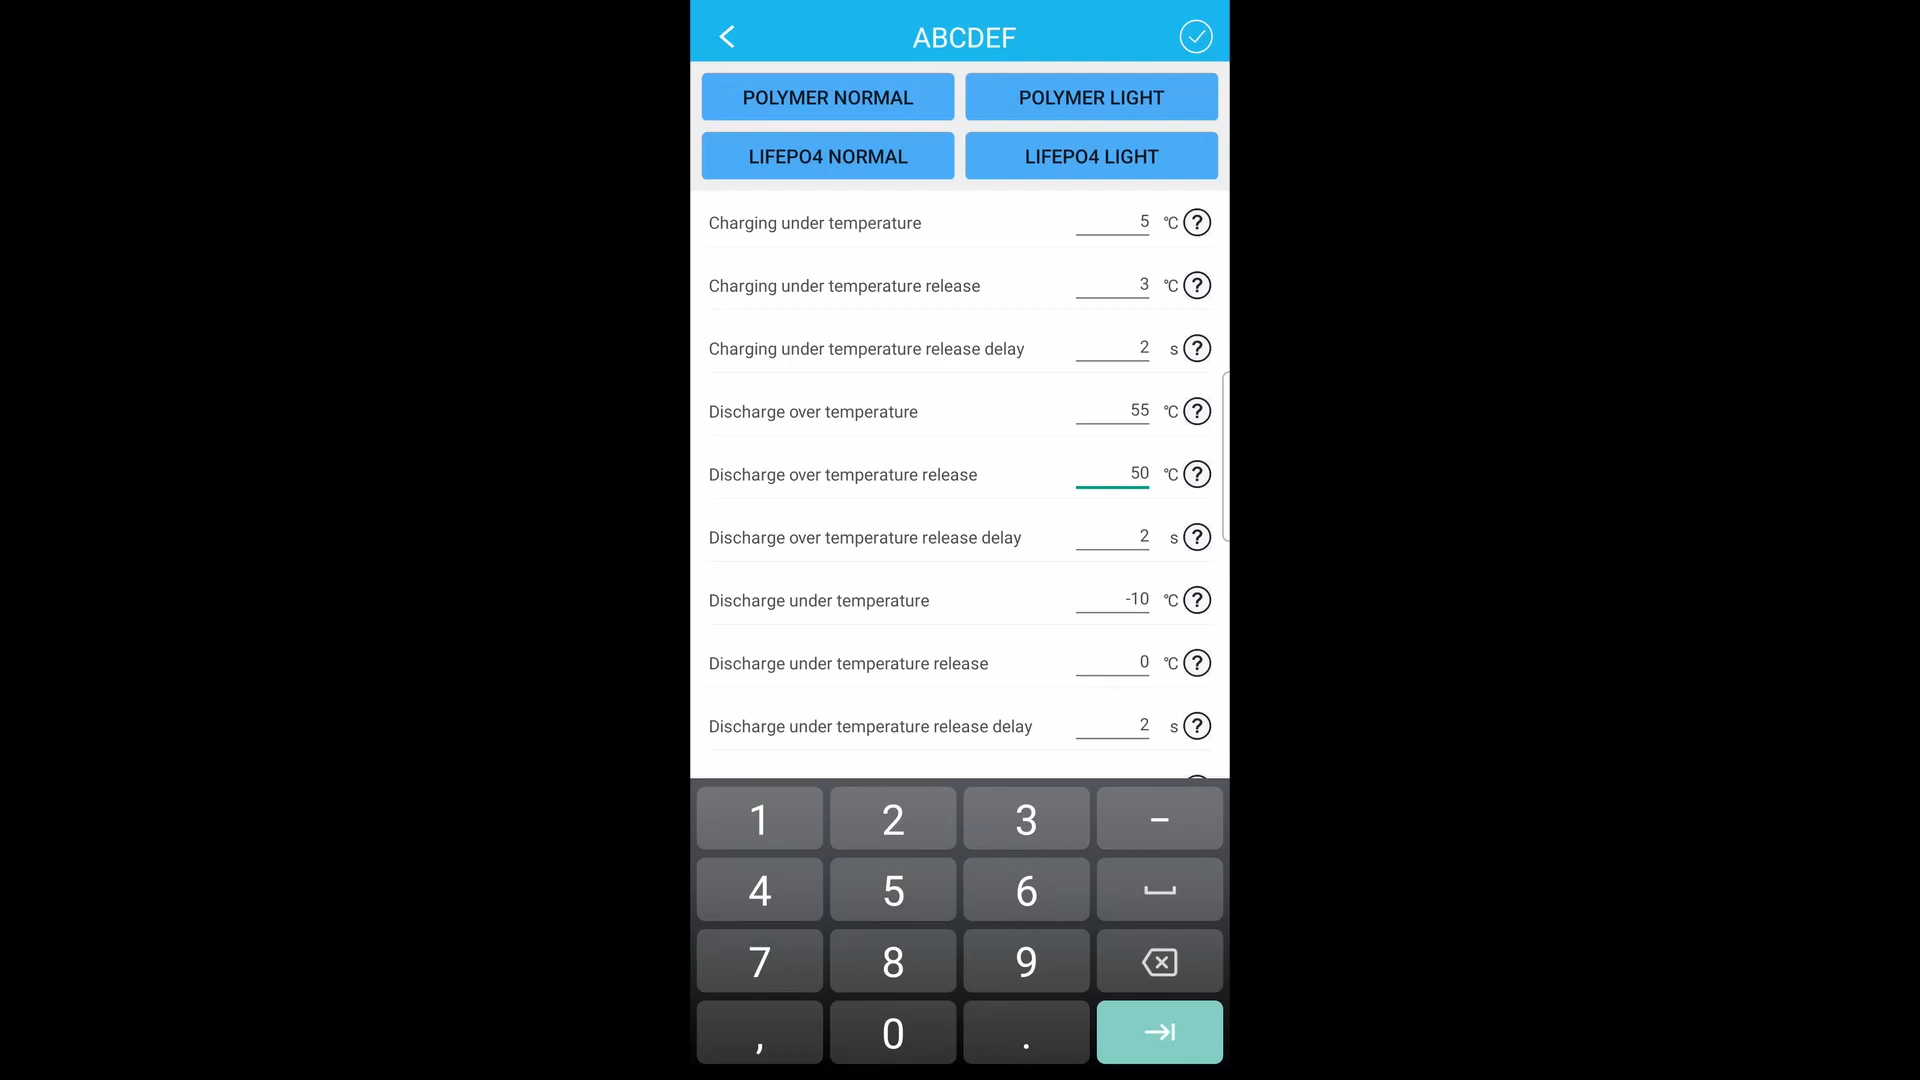 ABCDEF
POLYMER NORMAL POLYMER LIGHT
LIFEPO4 NORMAL LIFEPO4 LIGHT
Charging under temperature 5 ℃ ?
Charging under temperature release 3 ℃ ?
Charging under temperature release delay 2 s ?
Discharge over temperature 55 ℃ ?
Discharge over temperature release 50 ℃ ?
Discharge over temperature release delay 2 s ?
Discharge under temperature -10 ℃ ?
Discharge under temperature release 0 ℃ ?
Discharge under temperature release delay 2 s ?
1 2 3 –
4 5 6
7 8 9
, 0 .